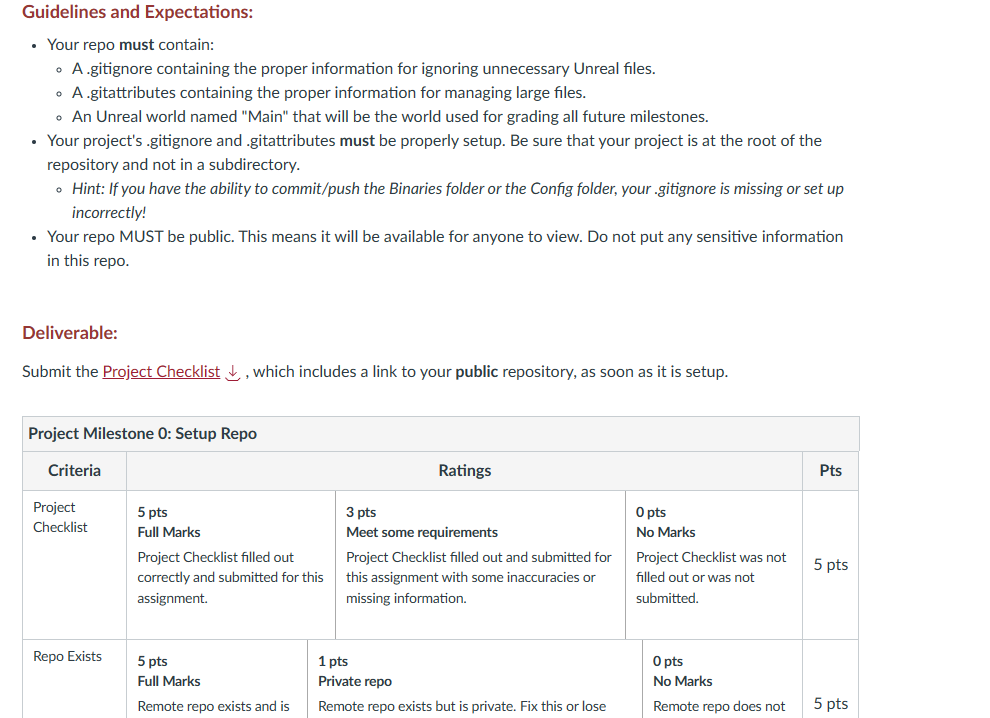 Guidelines and Expectations:
• Your repo must contain:
◦ A .gitignore containing the proper information for ignoring unnecessary Unreal files.
◦ A .gitattributes containing the proper information for managing large files.
◦ An Unreal world named "Main" that will be the world used for grading all future milestones.
• Your project's .gitignore and .gitattributes must be properly setup. Be sure that your project is at the root of the
repository and not in a subdirectory.
◦ Hint: If you have the ability to commit/push the Binaries folder or the Config folder, your .gitignore is missing or set up
incorrectly!
• Your repo MUST be public. This means it will be available for anyone to view. Do not put any sensitive information
in this repo.
Deliverable:
Submit the Project Checklist ↓ , which includes a link to your public repository, as soon as it is setup.
Project Milestone 0: Setup Repo
Criteria Ratings Pts
Project
Checklist
5 pts
Full Marks
Project Checklist filled out
correctly and submitted for this
assignment.
3 pts
Meet some requirements
Project Checklist filled out and submitted for
this assignment with some inaccuracies or
missing information.
0 pts
No Marks
Project Checklist was not
filled out or was not
submitted.
5 pts
Repo Exists
5 pts
Full Marks
Remote repo exists and is
1 pts
Private repo
Remote repo exists but is private. Fix this or lose
0 pts
No Marks
Remote repo does not
5 pts